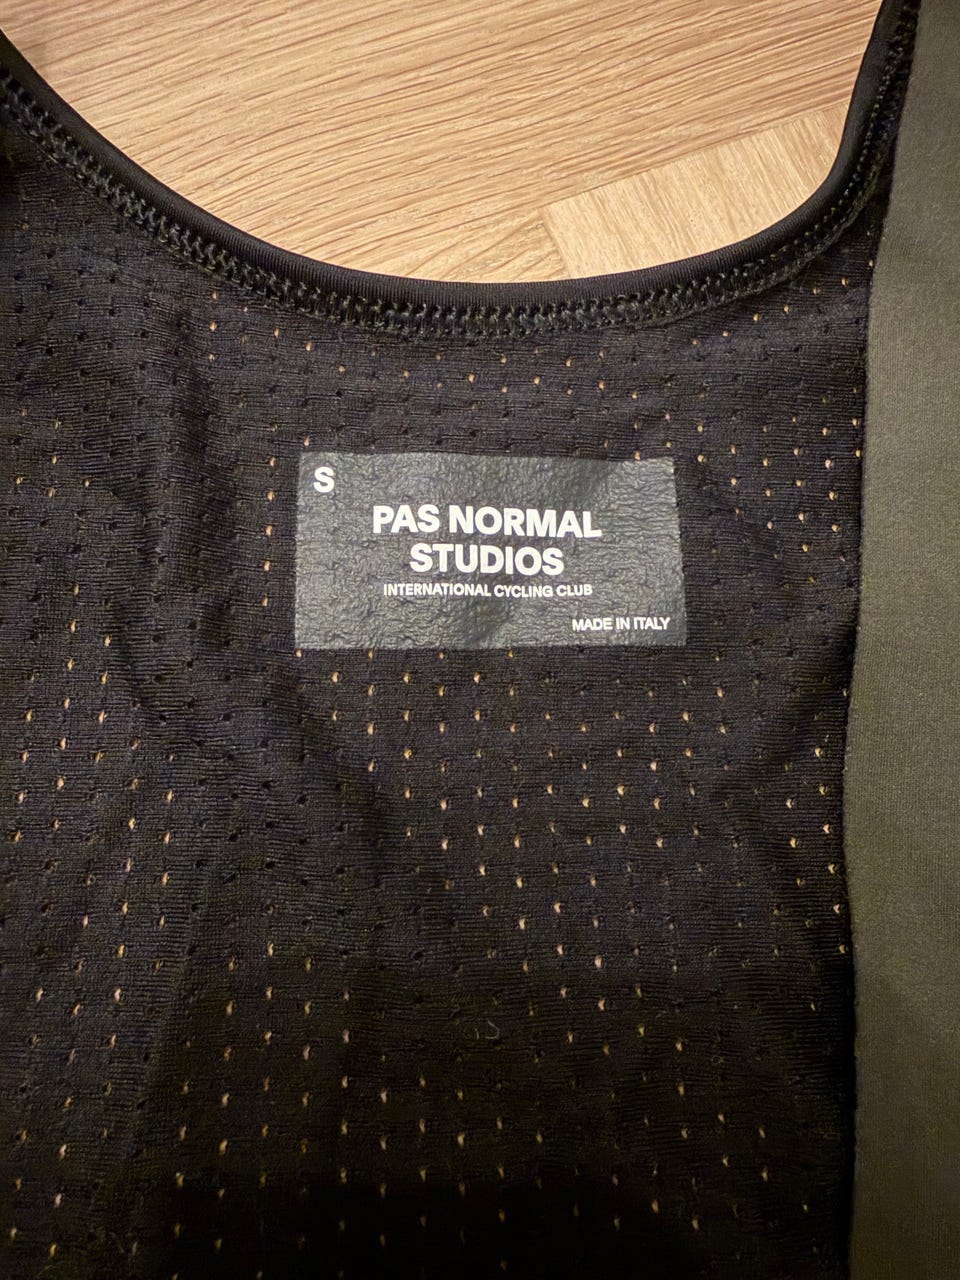 S
PAS NORMAL
STUDIOS
INTERNATIONAL CYCLING CLUB
MADE IN ITALY